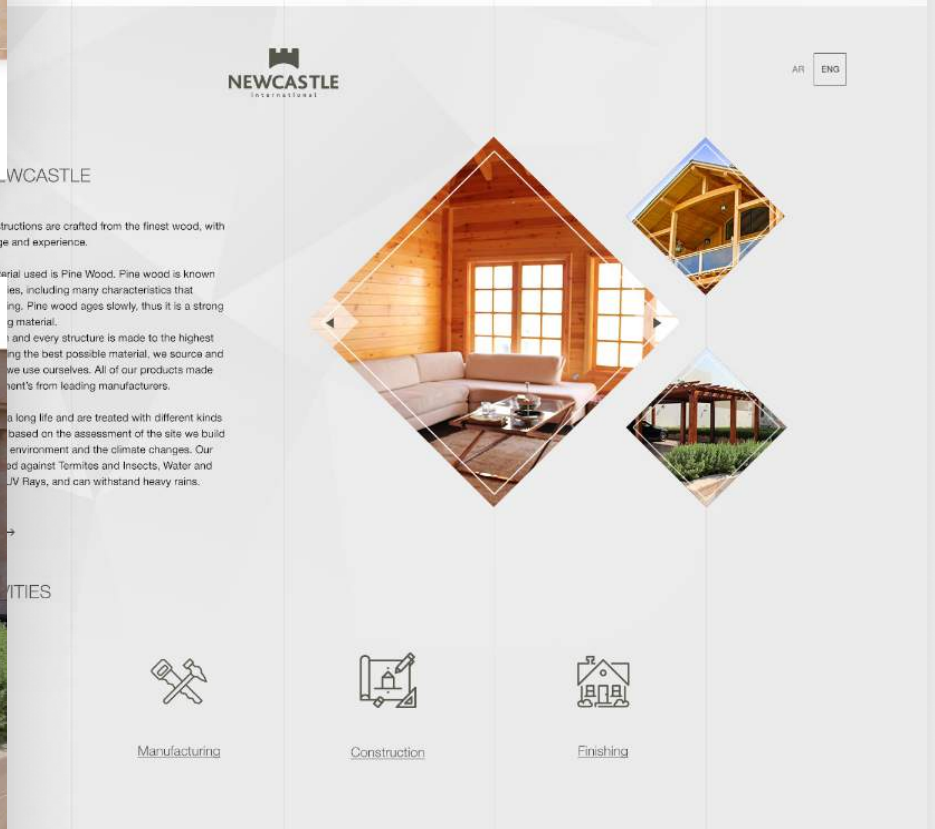 NEWCASTLE
international
AR ENG
WCASTLE
structions are crafted from the finest wood, with
ge and experience.
erial used is Pine Wood. Pine wood is known
ies, including many characteristics that
ing. Pine wood ages slowly, thus it is a strong
g material.
and every structure is made to the highest
ing the best possible material, we source and
we use ourselves. All of our products made
ment's from leading manufacturers.
a long life and are treated with different kinds
based on the assessment of the site we build
environment and the climate changes. Our
ed against Termites and Insects, Water and
UV Rays, and can withstand heavy rains.
VITIES
Manufacturing
Construction
Finishing